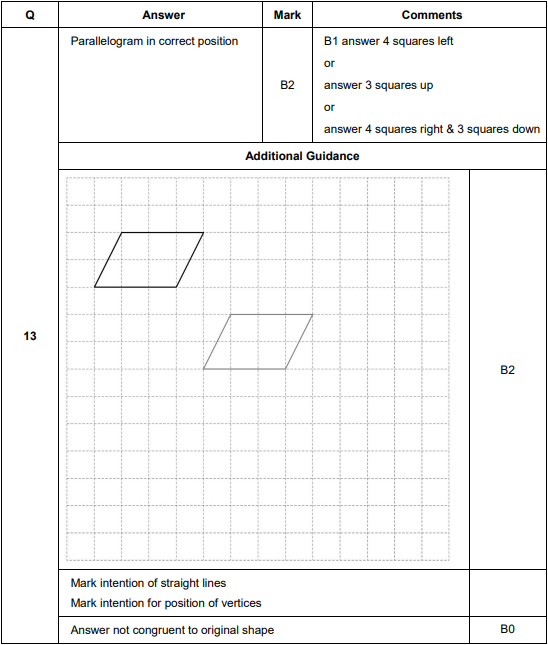 Q Answer Mark Comments
Parallelogram in correct position
B2
B1 answer 4 squares left
or
answer 3 squares up
or
answer 4 squares right & 3 squares down
Additional Guidance
13
B2
Mark intention of straight lines
Mark intention for position of vertices
Answer not congruent to original shape B0